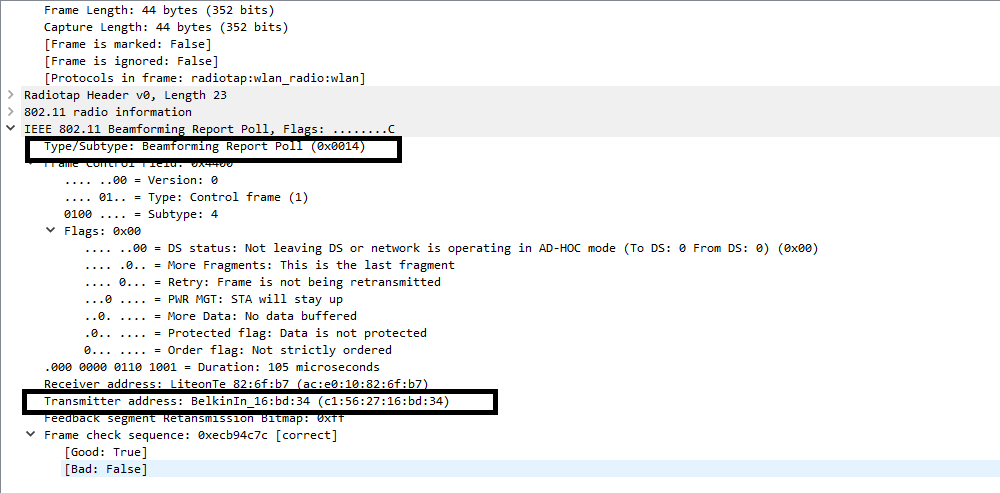 Frame Length: 44 bytes (352 bits)
Capture Length: 44 bytes (352 bits)
[Frame is marked: False]
[Frame is ignored: False]
[Protocols in frame: radiotap:wlan_radio:wlan]
Radiotap Header v0, Length 23
802.11 radio information
IEEE 802.11 Beamforming Report Poll, Flags: ........C
Type/Subtype: Beamforming Report Poll (0x0014)
Frame Control Field: 0x4400
.... ..00 = Version: 0
.... 01.. = Type: Control frame (1)
0100 .... = Subtype: 4
Flags: 0x00
.... ..00 = DS status: Not leaving DS or network is operating in AD-HOC mode (To DS: 0 From DS: 0) (0x00)
.... .0.. = More Fragments: This is the last fragment
.... 0... = Retry: Frame is not being retransmitted
...0 .... = PWR MGT: STA will stay up
..0. .... = More Data: No data buffered
.0.. .... = Protected flag: Data is not protected
0... .... = Order flag: Not strictly ordered
.000 0000 0110 1001 = Duration: 105 microseconds
Receiver address: LiteonTe_82:6f:b7 (ac:e0:10:82:6f:b7)
Transmitter address: BelkinIn_16:bd:34 (c1:56:27:16:bd:34)
Feedback segment Retansmission Bitmap: 0xff
Frame check sequence: 0xecb94c7c [correct]
[Good: True]
[Bad: False]